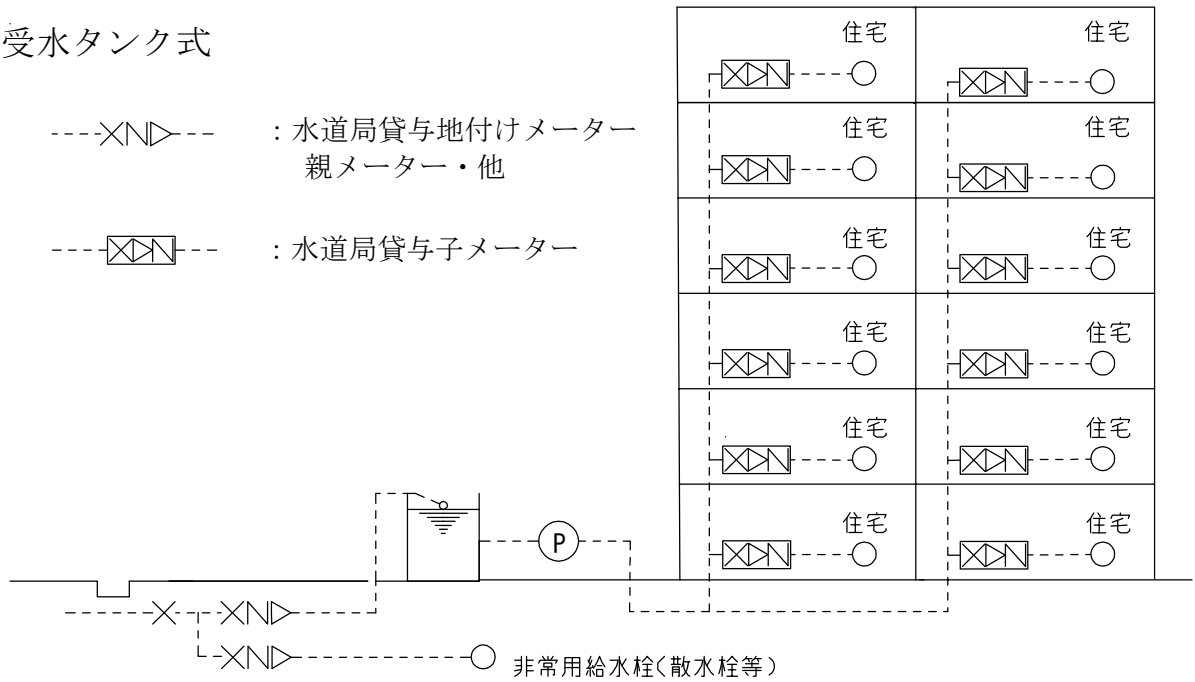 受水タンク式
：水道局貸与地付けメーター
親メーター・他
：水道局貸与子メーター
住宅
住宅
住宅
住宅
住宅
住宅
住宅
住宅
住宅
住宅
住宅
住宅
P
非常用給水栓(散水栓等)